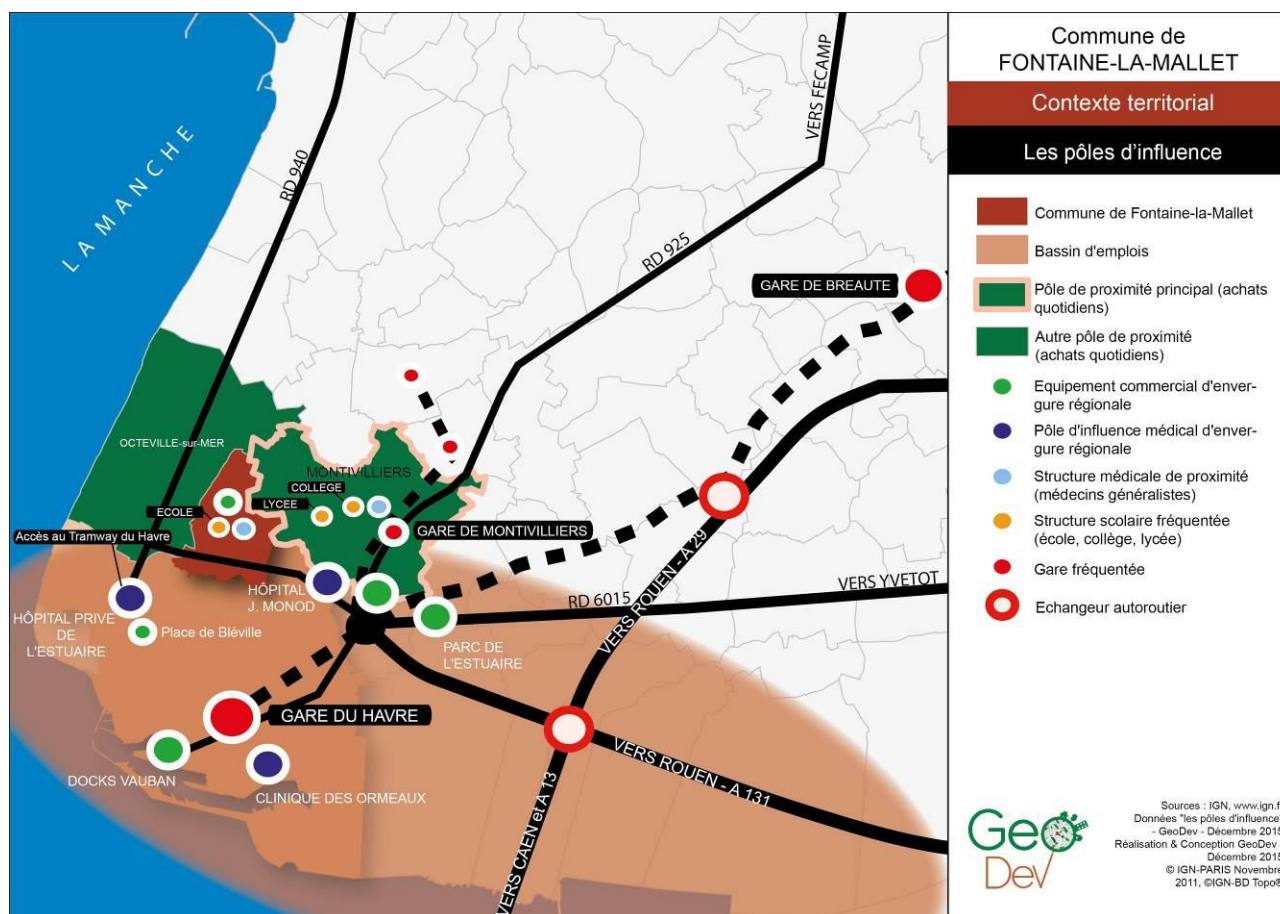 Commune de
FONTAINE-LA-MALLET
Contexte territorial
Les pôles d'influence
Commune de Fontaine-la-Mallet
Bassin d'emplois
Pôle de proximité principal (achats
quotidiens)
Autre pôle de proximité
(achats quotidiens)
Equipement commercial d'enver-
gure régionale
Pôle d'influence médical d'enver-
gure régionale
Structure médicale de proximité
(médecins généralistes)
Structure scolaire fréquentée
(école, collège, lycée)
Gare fréquentée
Echangeur autoroutier
LA MANCHE
RD 940
VERS FECAMP
RD 925
GARE DE BREAUTE
OCTEVILLE-sur-MER
MONTIVILLIERS
COLLEGE
LYCEE
ECOLE
GARE DE MONTIVILLIERS
Accès au Tramway du Havre
HÔPITAL
J. MONOD
HÔPITAL PRIVE
DE
L'ESTUAIRE
Place de Bléville
PARC DE
L'ESTUAIRE
RD 6015
VERS YVETOT
VERS ROUEN - A 29
GARE DU HAVRE
DOCKS VAUBAN
CLINIQUE DES ORMEAUX
VERS ROUEN - A 131
VERS CAEN et A 13
Geo
Dev
Sources : IGN, www.ign.f
Données "les pôles d'influence"
- GeoDev - Décembre 2015
Réalisation & Conception GeoDev -
Décembre 2015
© IGN-PARIS Novembre
2011, ©IGN-BD Topo®